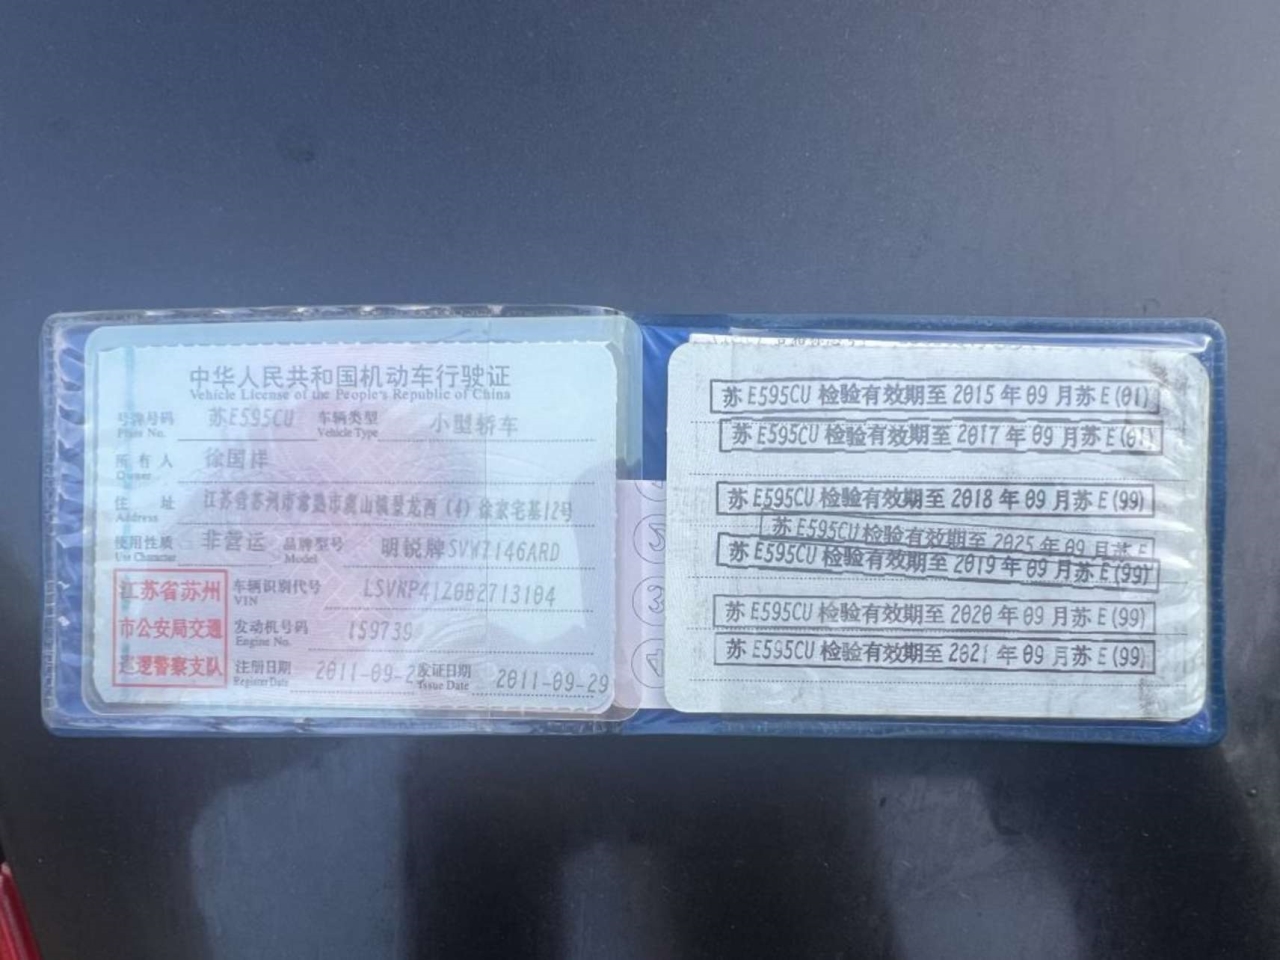 中华人民共和国机动车行驶证
Vehicle License of the People's Republic of China
号牌号码 苏E595CU 车辆类型 小型轿车
Plate No. Vehicle Type
所有人 徐国祥
Owner
住址 江苏省苏州市常熟市虞山镇景龙西(4)徐家宅基12号
Address
使用性质 非营运 品牌型号 明锐牌SVW7146ARD
Use Character Model
江苏省苏州
市公安局交通
巡逻警察支队
车辆识别代号
VIN
发动机号码 159739
Engine No.
注册日期 2011-09-2 发证日期 2011-09-29
Register Date Issue Date
苏E595CU检验有效期至2015年09月苏E(01)
苏E595CU检验有效期至2017年09月苏E(01)
苏E595CU检验有效期至2018年09月苏E(99)
苏E595CU检验有效期至2025年09月苏E
苏E595CU检验有效期至2019年09月苏E(99)
苏E595CU检验有效期至2020年09月苏E(99)
苏E595CU检验有效期至2021年09月苏E(99)